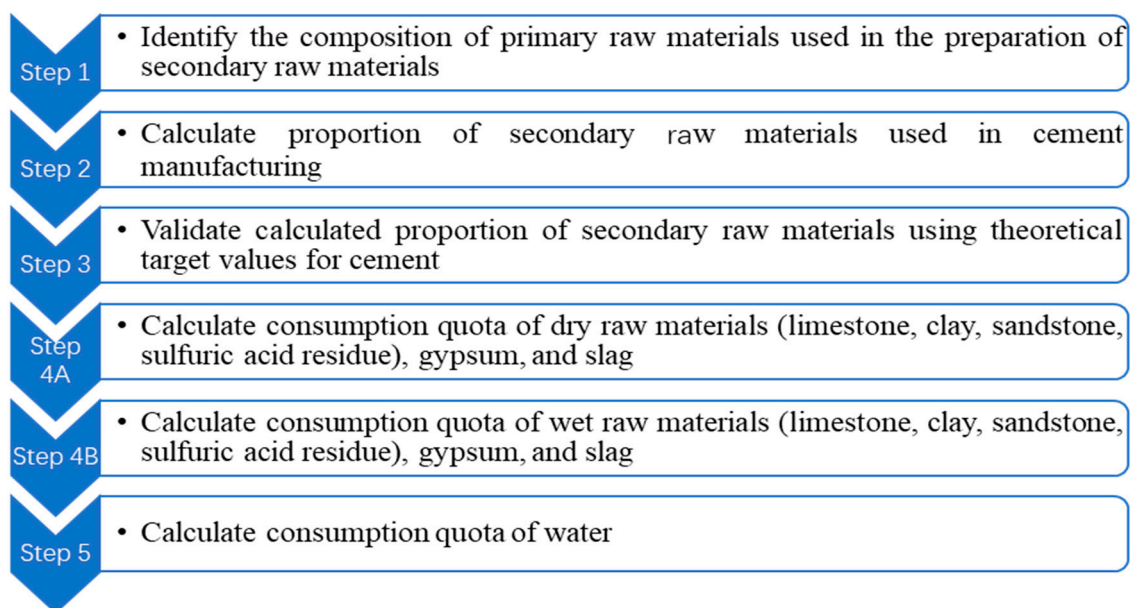 Step 1
• Identify the composition of primary raw materials used in the preparation of
secondary raw materials
Step 2
• Calculate proportion of secondary raw materials used in cement
manufacturing
Step 3
• Validate calculated proportion of secondary raw materials using theoretical
target values for cement
Step
4A
• Calculate consumption quota of dry raw materials (limestone, clay, sandstone,
sulfuric acid residue), gypsum, and slag
Step 4B
• Calculate consumption quota of wet raw materials (limestone, clay, sandstone,
sulfuric acid residue), gypsum, and slag
Step 5
• Calculate consumption quota of water